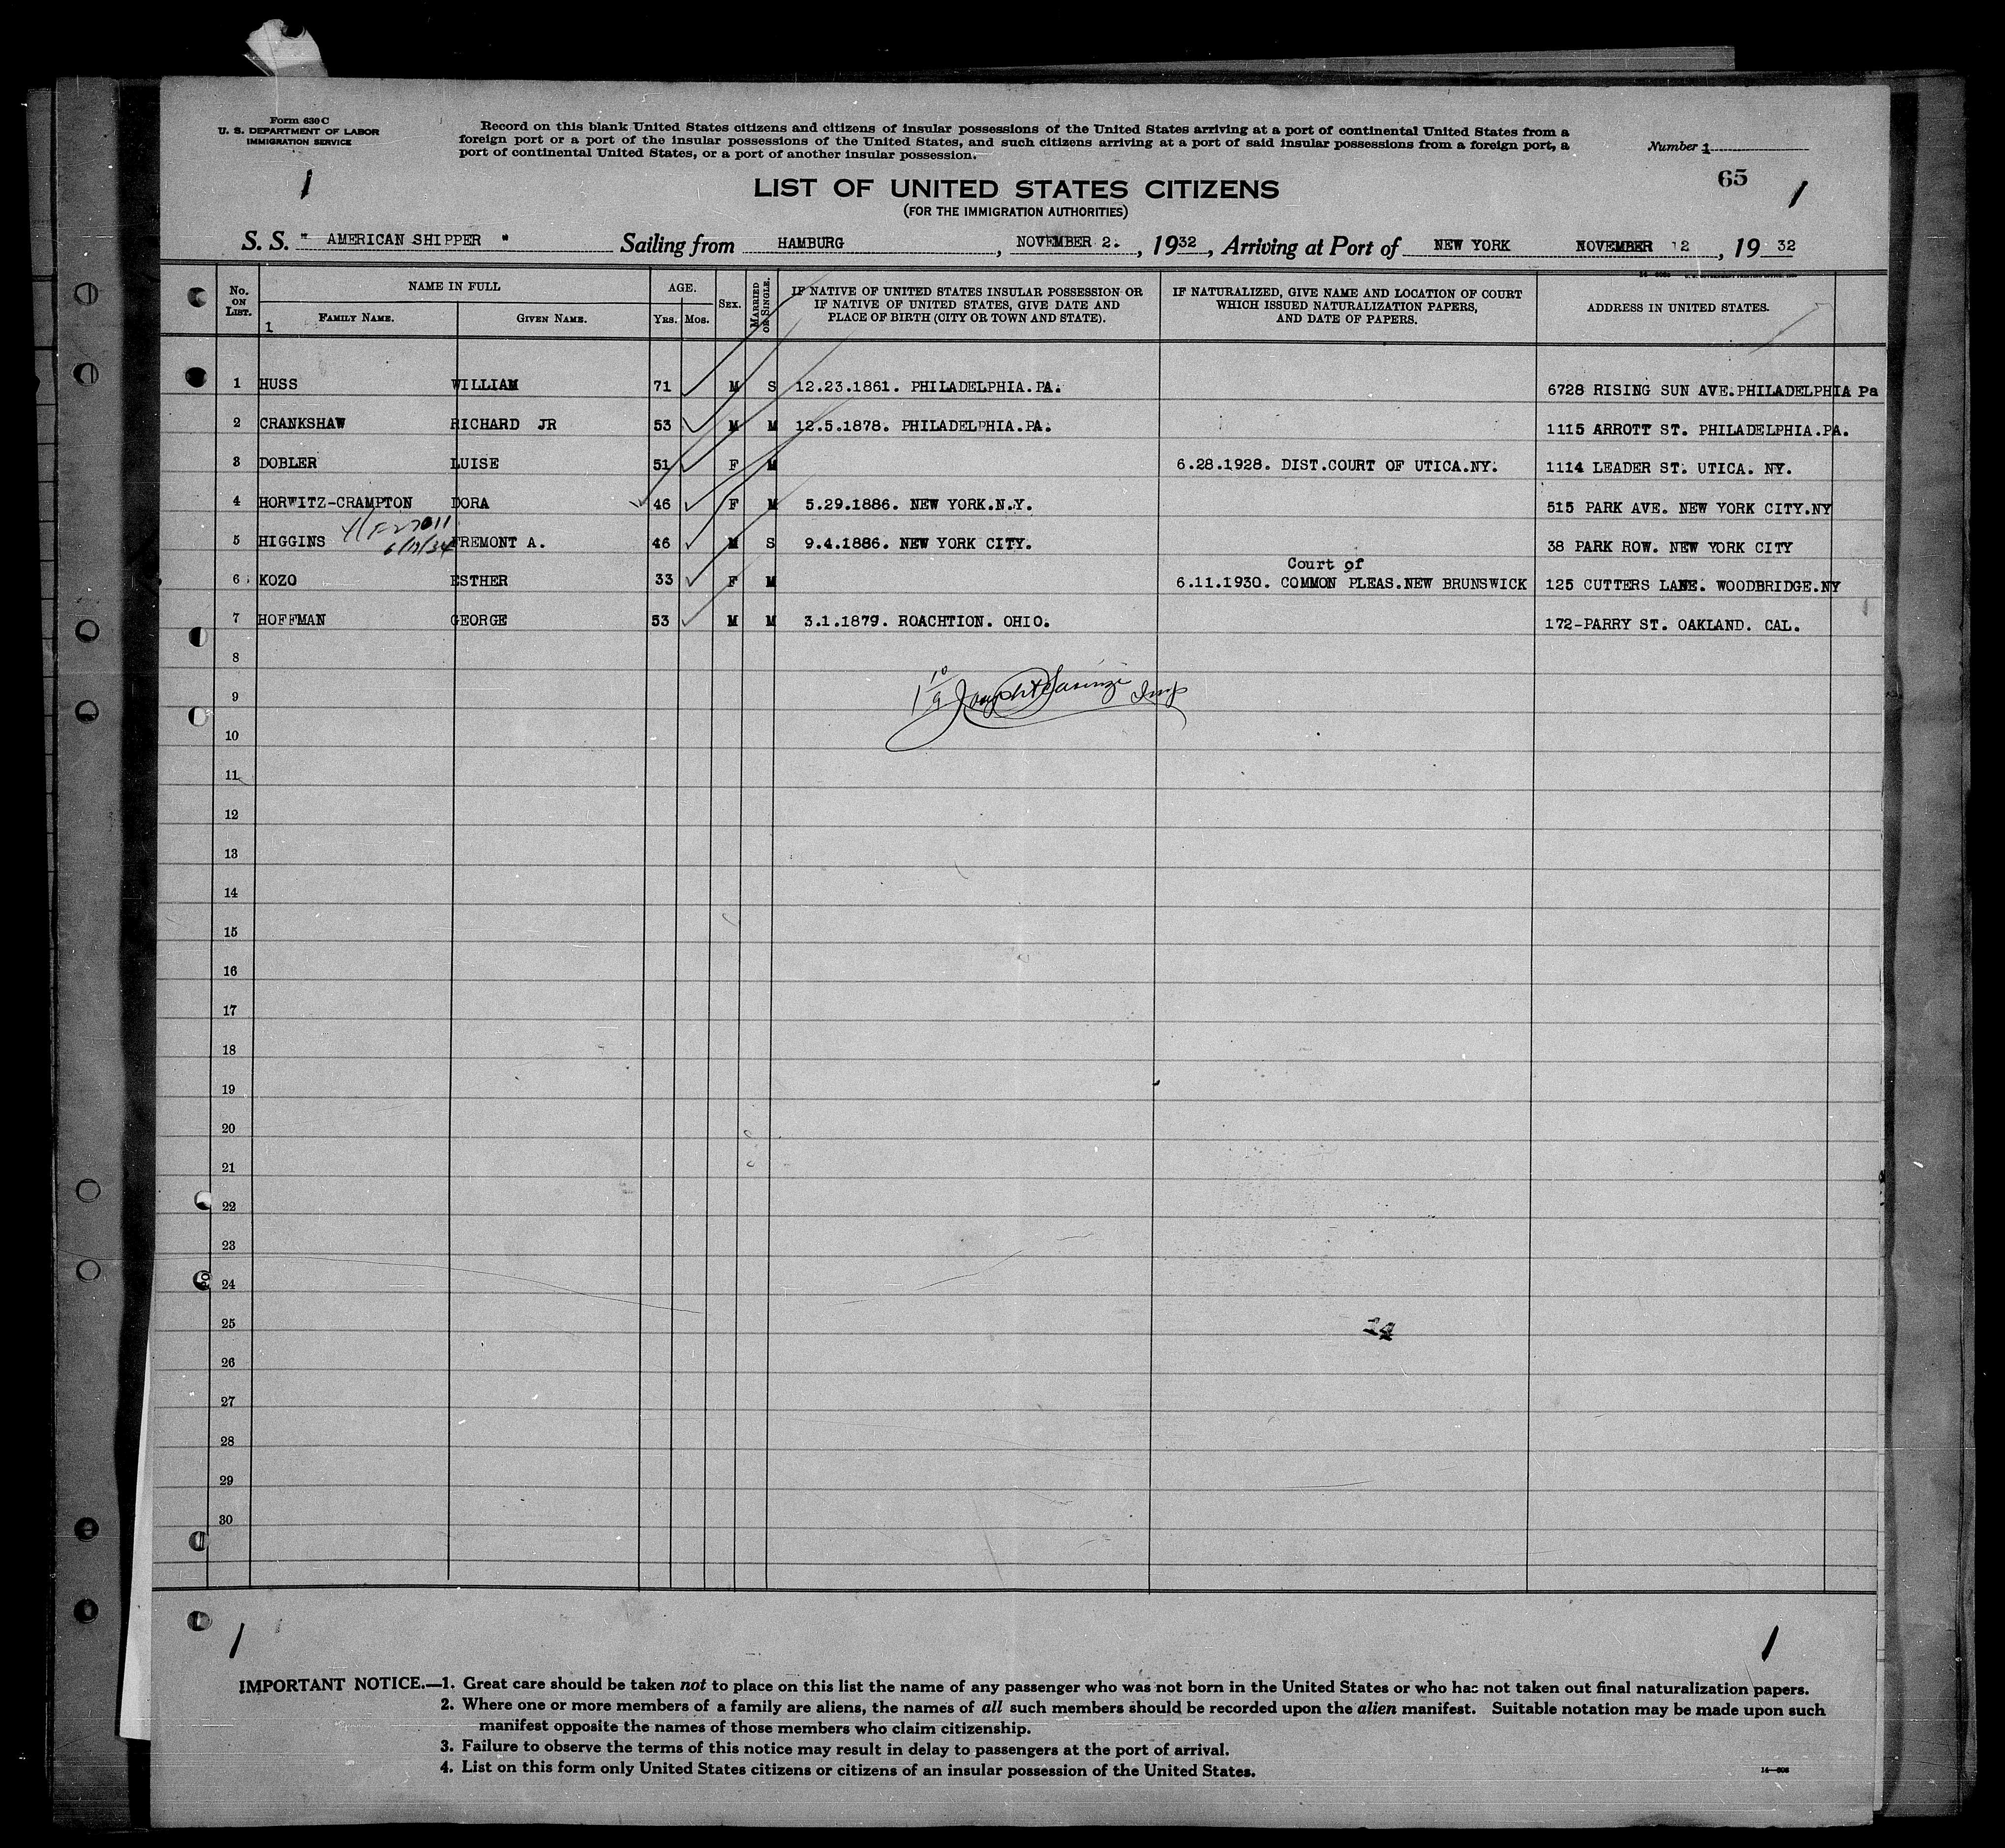 Form 630 C
U. S. DEPARTMENT OF LABOR
IMMIGRATION SERVICE
Record on this blank United States citizens and citizens of insular possessions of the United States arriving at a port of continental United States from a
foreign port or a port of the insular possessions of the United States, and such citizens arriving at a port of said insular possessions from a foreign port, a
port of continental United States, or a port of another insular possession.
Number 1
1
65
1
LIST OF UNITED STATES CITIZENS
(FOR THE IMMIGRATION AUTHORITIES)
S. S. " AMERICAN SHIPPER " Sailing from HAMBURG, NOVEMBER 2., 1932, Arriving at Port of NEW YORK NOVEMBER 12, 1932
No. ON LIST. NAME IN FULL AGE. SEX. MARRIED OR SINGLE. IF NATIVE OF UNITED STATES INSULAR POSSESSION OR IF NATIVE OF UNITED STATES, GIVE DATE AND PLACE OF BIRTH (CITY OR TOWN AND STATE). IF NATURALIZED, GIVE NAME AND LOCATION OF COURT WHICH ISSUED NATURALIZATION PAPERS, AND DATE OF PAPERS. ADDRESS IN UNITED STATES.
1 FAMILY NAME. GIVEN NAME. YRS. MOS.
1 HUSS WILLIAM 71 M S 12.23.1861. PHILADELPHIA.PA. 6728 RISING SUN AVE.PHILADELPHIA Pa
2 CRANKSHAW RICHARD JR 53 M M 12.5.1878. PHILADELPHIA.PA. 1115 ARROTT ST. PHILADELPHIA.PA.
3 DOBLER LUISE 51 F M 6.28.1928. DIST.COURT OF UTICA.NY. 1114 LEADER ST. UTICA. NY.
4 HORWITZ-CRAMPTON DORA 46 F M 5.29.1886. NEW YORK.N.Y. 515 PARK AVE. NEW YORK CITY.NY
5 HIGGINS FREMONT A. 46 M S 9.4.1886. NEW YORK CITY. 38 PARK ROW. NEW YORK CITY
Court of
6 KOZO ESTHER 33 F M 6.11.1930. COMMON PLEAS.NEW BRUNSWICK 125 CUTTERS LANE. WOODBRIDGE.NY
7 HOFFMAN GEORGE 53 M M 3.1.1879. ROACHTION. OHIO. 172-PARRY ST. OAKLAND. CAL.
8
9
10
11
12
13
14
15
16
17
18
19
20
21
22
23
24
25
26
27
28
29
30
1
1
IMPORTANT NOTICE.—1. Great care should be taken not to place on this list the name of any passenger who was not born in the United States or who has not taken out final naturalization papers.
2. Where one or more members of a family are aliens, the names of all such members should be recorded upon the alien manifest. Suitable notation may be made upon such
manifest opposite the names of those members who claim citizenship.
3. Failure to observe the terms of this notice may result in delay to passengers at the port of arrival.
4. List on this form only United States citizens or citizens of an insular possession of the United States.